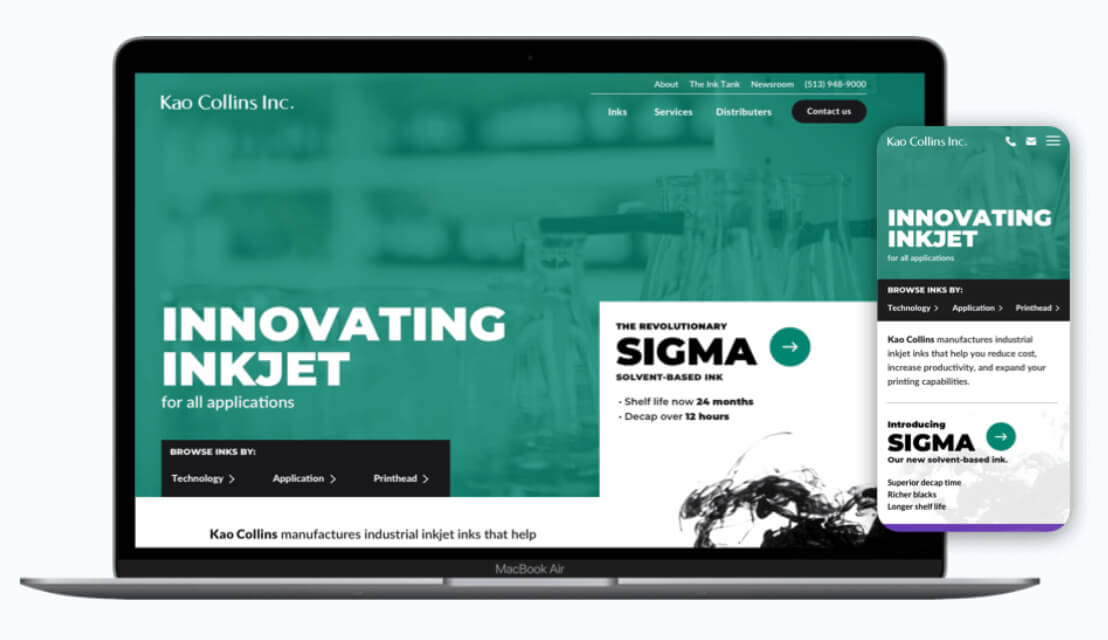 Kao Collins Inc.
About The Ink Tank Newsroom (513) 948-9000
Inks Services Distributers Contact us
INNOVATING
INKJET
for all applications
BROWSE INKS BY:
Technology > Application > Printhead >
THE REVOLUTIONARY
SIGMA
SOLVENT-BASED INK
· Shelf life now 24 months
· Decap over 12 hours
Kao Collins manufactures industrial inkjet inks that help
MacBook Air
Kao Collins Inc.
INNOVATING
INKJET
for all applications
BROWSE INKS BY:
Technology > Application > Printhead >
Kao Collins manufactures industrial
inkjet inks that help you reduce cost,
increase productivity, and expand your
printing capabilities.
Introducing
SIGMA
Our new solvent-based ink.
Superior decap time
Richer blacks
Longer shelf life